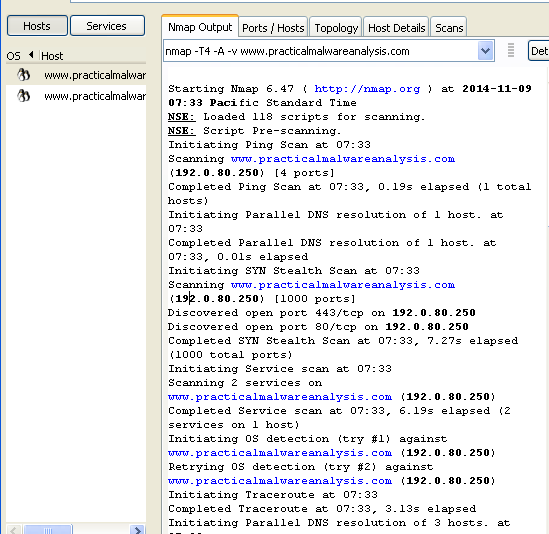 Hosts
Services
OS Host
www.practicalmalwar
www.practicalmalwar
Nmap Output
Ports / Hosts
Topology
Host Details
Scans
nmap -T4 -A -v www.practicalmalwareanalysis.com
Starting Nmap 6.47 ( http://nmap.org ) at 2014-11-09
07:33 Pacific Standard Time
NSE: Loaded 118 scripts for scanning.
NSE: Script Pre-scanning.
Initiating Ping Scan at 07:33
Scanning www.practicalmalwareanalysis.com
(192.0.80.250) [4 ports]
Completed Ping Scan at 07:33, 0.19s elapsed (1 total
hosts)
Initiating Parallel DNS resolution of 1 host. at
07:33
Completed Parallel DNS resolution of 1 host. at
07:33, 0.01s elapsed
Initiating SYN Stealth Scan at 07:33
Scanning www.practicalmalwareanalysis.com
(192.0.80.250) [1000 ports]
Discovered open port 443/tcp on 192.0.80.250
Discovered open port 80/tcp on 192.0.80.250
Completed SYN Stealth Scan at 07:33, 7.27s elapsed
(1000 total ports)
Initiating Service scan at 07:33
Scanning 2 services on
www.practicalmalwareanalysis.com (192.0.80.250)
Completed Service scan at 07:33, 6.19s elapsed (2
services on 1 host)
Initiating OS detection (try #1) against
www.practicalmalwareanalysis.com (192.0.80.250)
Retrying OS detection (try #2) against
www.practicalmalwareanalysis.com (192.0.80.250)
Initiating Traceroute at 07:33
Completed Traceroute at 07:33, 3.13s elapsed
Initiating Parallel DNS resolution of 3 hosts. at